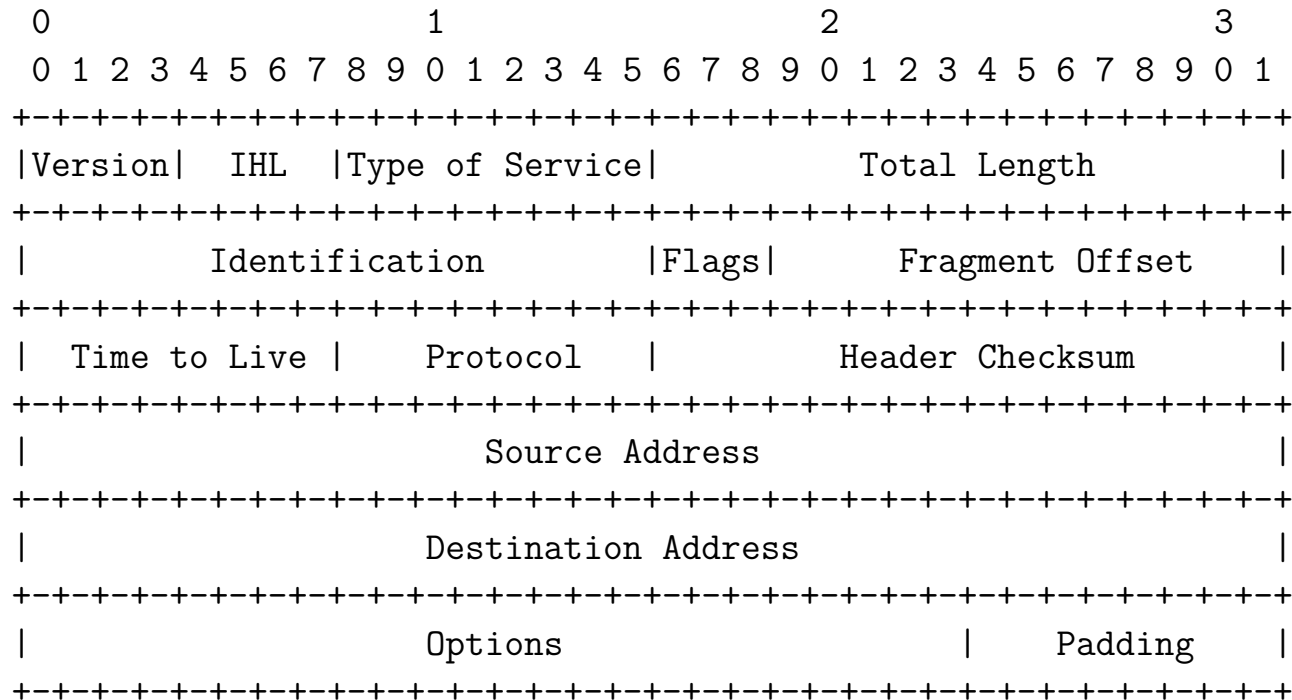 0                   1                   2                   3
 0 1 2 3 4 5 6 7 8 9 0 1 2 3 4 5 6 7 8 9 0 1 2 3 4 5 6 7 8 9 0 1
+-+-+-+-+-+-+-+-+-+-+-+-+-+-+-+-+-+-+-+-+-+-+-+-+-+-+-+-+-+-+-+-+
|Version|  IHL  |Type of Service|          Total Length         |
+-+-+-+-+-+-+-+-+-+-+-+-+-+-+-+-+-+-+-+-+-+-+-+-+-+-+-+-+-+-+-+-+
|         Identification        |Flags|      Fragment Offset    |
+-+-+-+-+-+-+-+-+-+-+-+-+-+-+-+-+-+-+-+-+-+-+-+-+-+-+-+-+-+-+-+-+
|  Time to Live |    Protocol   |         Header Checksum       |
+-+-+-+-+-+-+-+-+-+-+-+-+-+-+-+-+-+-+-+-+-+-+-+-+-+-+-+-+-+-+-+-+
|                       Source Address                          |
+-+-+-+-+-+-+-+-+-+-+-+-+-+-+-+-+-+-+-+-+-+-+-+-+-+-+-+-+-+-+-+-+
|                    Destination Address                        |
+-+-+-+-+-+-+-+-+-+-+-+-+-+-+-+-+-+-+-+-+-+-+-+-+-+-+-+-+-+-+-+-+
|                    Options                    |    Padding    |
+-+-+-+-+-+-+-+-+-+-+-+-+-+-+-+-+-+-+-+-+-+-+-+-+-+-+-+-+-+-+-+-+